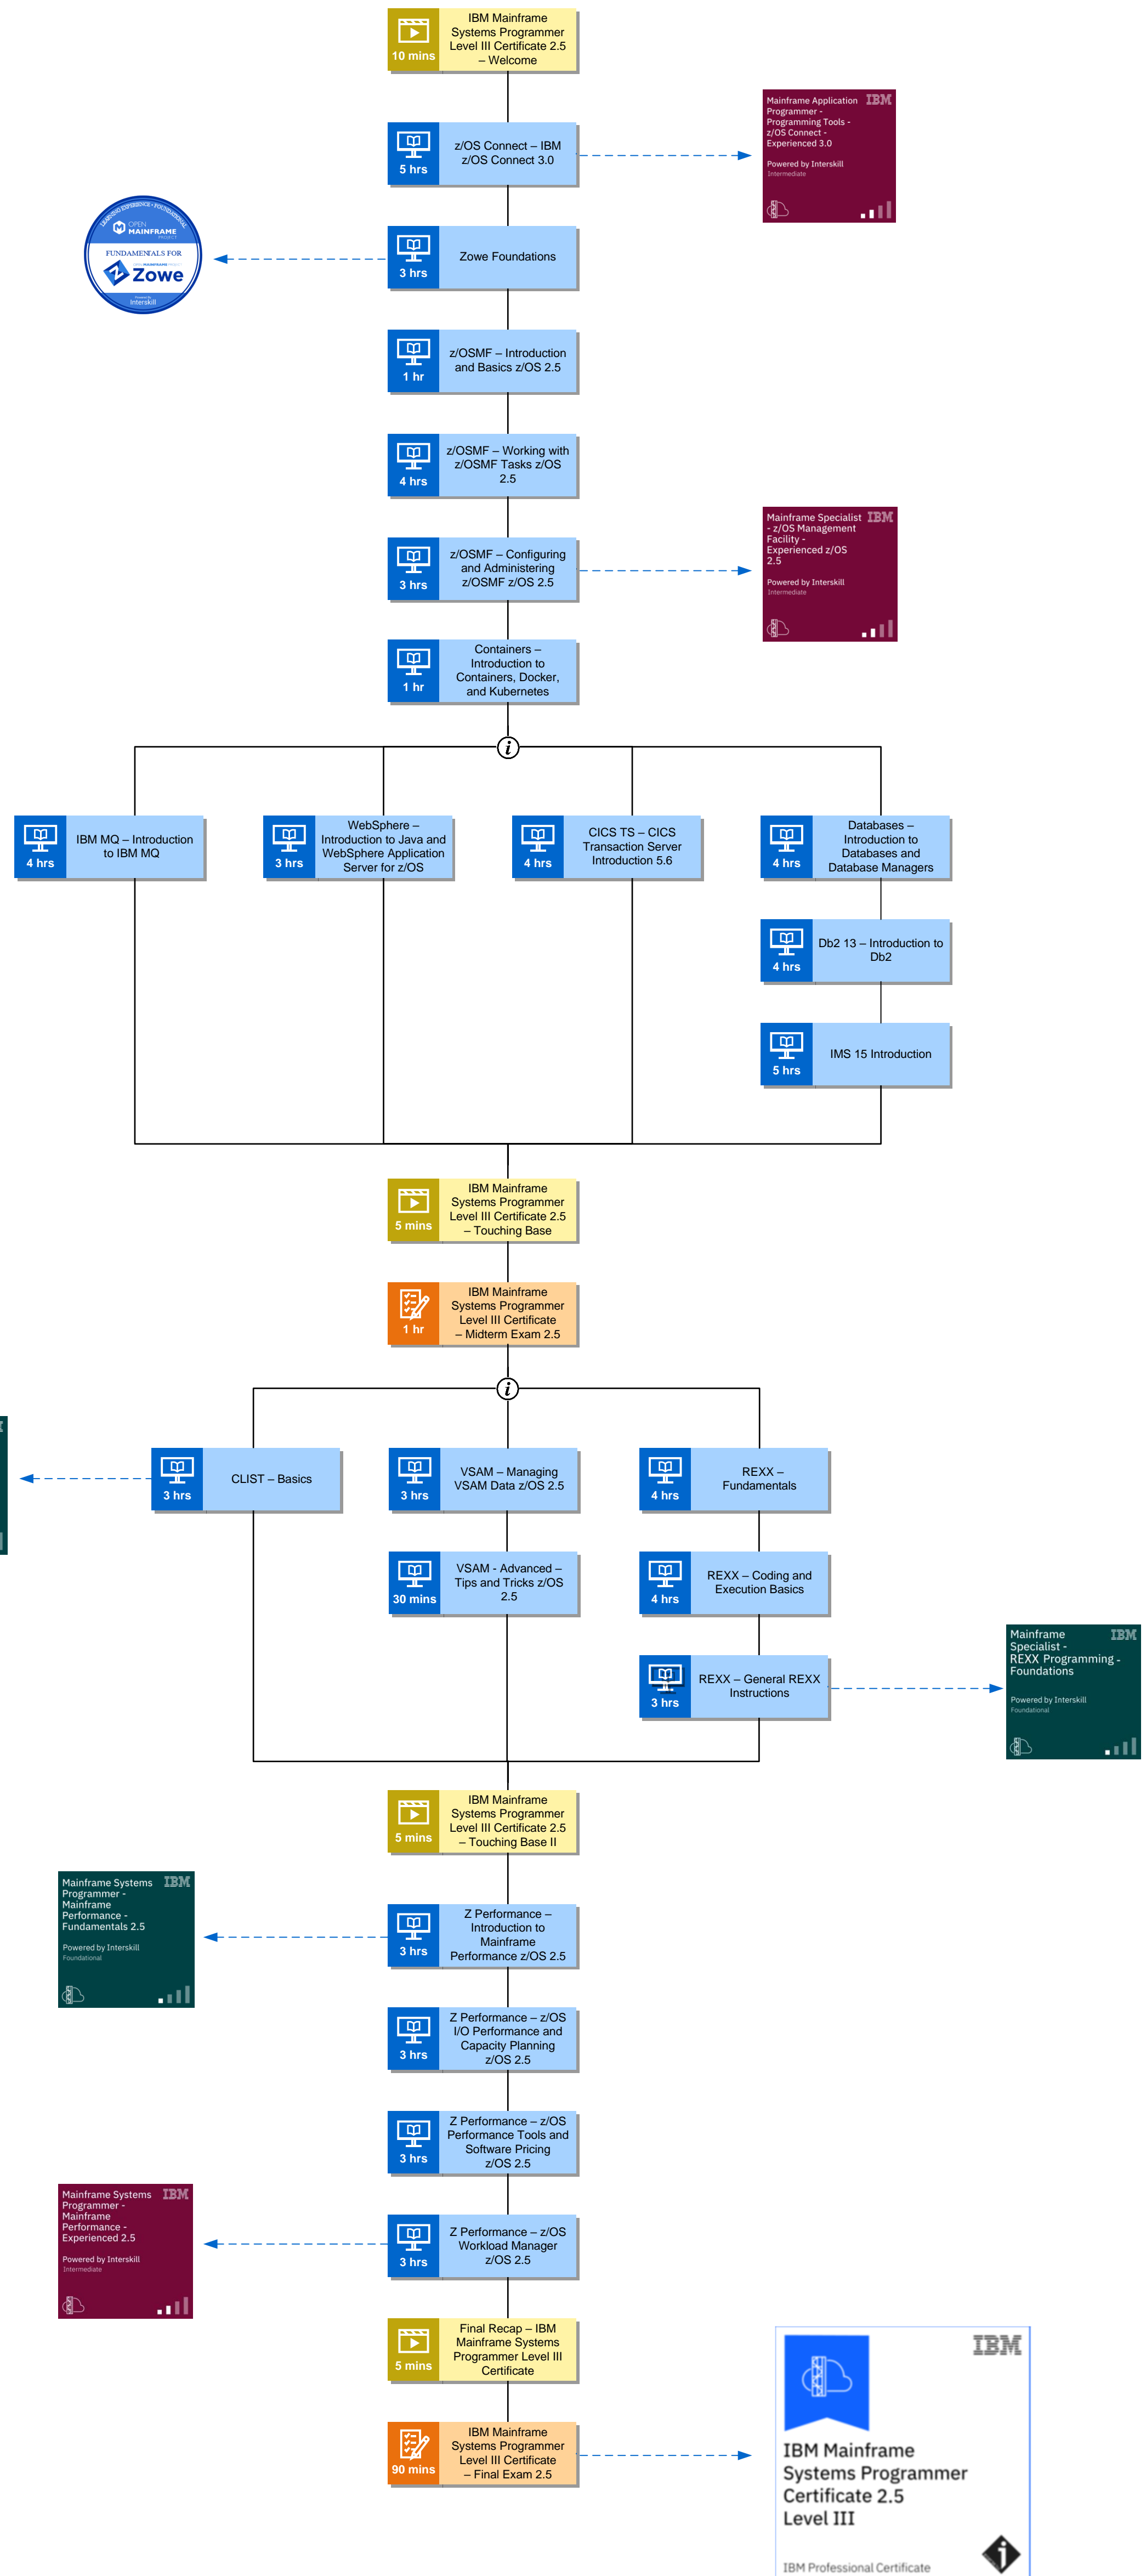 IBM Mainframe
Systems Programmer
Level III Certificate 2.5
– Welcome
10 mins
z/OS Connect – IBM
z/OS Connect 3.0
5 hrs
Mainframe Application
Programmer -
Programming Tools -
z/OS Connect -
Experienced 3.0
IBM
Powered by Interskill
Intermediate
LEARNING EXPERIENCE • FOUNDATIONAL
OPEN
MAINFRAME
PROJECT
FUNDAMENTALS FOR
Zowe
Powered By
Interskill
Zowe Foundations
3 hrs
z/OSMF – Introduction
and Basics z/OS 2.5
1 hr
z/OSMF – Working with
z/OSMF Tasks z/OS
2.5
4 hrs
z/OSMF – Configuring
and Administering
z/OSMF z/OS 2.5
3 hrs
Mainframe Specialist
- z/OS Management
Facility -
Experienced z/OS
2.5
IBM
Powered by Interskill
Intermediate
Containers –
Introduction to
Containers, Docker,
and Kubernetes
1 hr
i
IBM MQ – Introduction
to IBM MQ
4 hrs
WebSphere –
Introduction to Java and
WebSphere Application
Server for z/OS
3 hrs
CICS TS – CICS
Transaction Server
Introduction 5.6
4 hrs
Databases –
Introduction to
Databases and
Database Managers
4 hrs
Db2 13 – Introduction to
Db2
4 hrs
IMS 15 Introduction
5 hrs
IBM Mainframe
Systems Programmer
Level III Certificate 2.5
– Touching Base
5 mins
IBM Mainframe
Systems Programmer
Level III Certificate
– Midterm Exam 2.5
1 hr
i
CLIST – Basics
3 hrs
VSAM – Managing
VSAM Data z/OS 2.5
3 hrs
REXX –
Fundamentals
4 hrs
VSAM - Advanced –
Tips and Tricks z/OS
2.5
30 mins
REXX – Coding and
Execution Basics
4 hrs
REXX – General REXX
Instructions
3 hrs
Mainframe
Specialist -
REXX Programming -
Foundations
IBM
Powered by Interskill
Foundational
IBM Mainframe
Systems Programmer
Level III Certificate 2.5
– Touching Base II
5 mins
Mainframe Systems
Programmer -
Mainframe
Performance -
Fundamentals 2.5
IBM
Powered by Interskill
Foundational
Z Performance –
Introduction to
Mainframe
Performance z/OS 2.5
3 hrs
Z Performance – z/OS
I/O Performance and
Capacity Planning
z/OS 2.5
3 hrs
Z Performance – z/OS
Performance Tools and
Software Pricing
z/OS 2.5
3 hrs
Mainframe Systems
Programmer -
Mainframe
Performance -
Experienced 2.5
IBM
Powered by Interskill
Intermediate
Z Performance – z/OS
Workload Manager
z/OS 2.5
3 hrs
Final Recap – IBM
Mainframe Systems
Programmer Level III
Certificate
5 mins
IBM Mainframe
Systems Programmer
Level III Certificate
– Final Exam 2.5
90 mins
IBM
IBM Mainframe
Systems Programmer
Certificate 2.5
Level III
IBM Professional Certificate